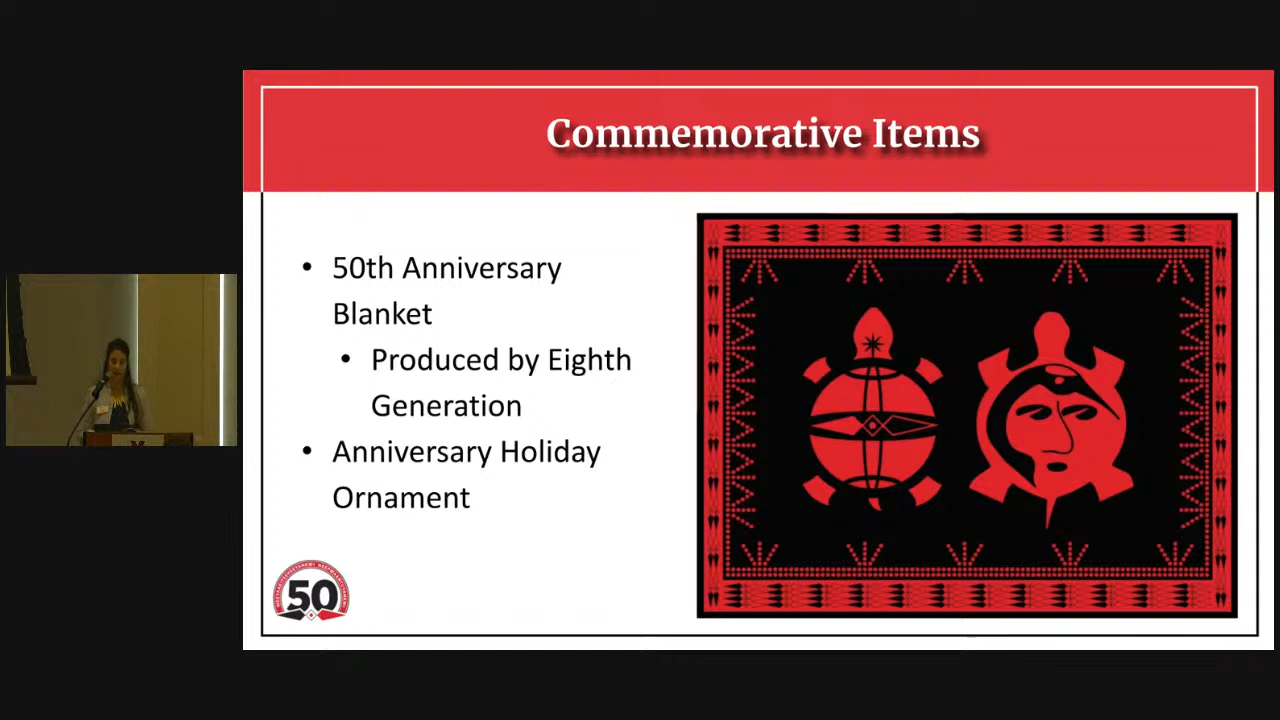 Commemorative Items
• 50th Anniversary
Blanket
• Produced by Eighth
Generation
• Anniversary Holiday
Ornament
50